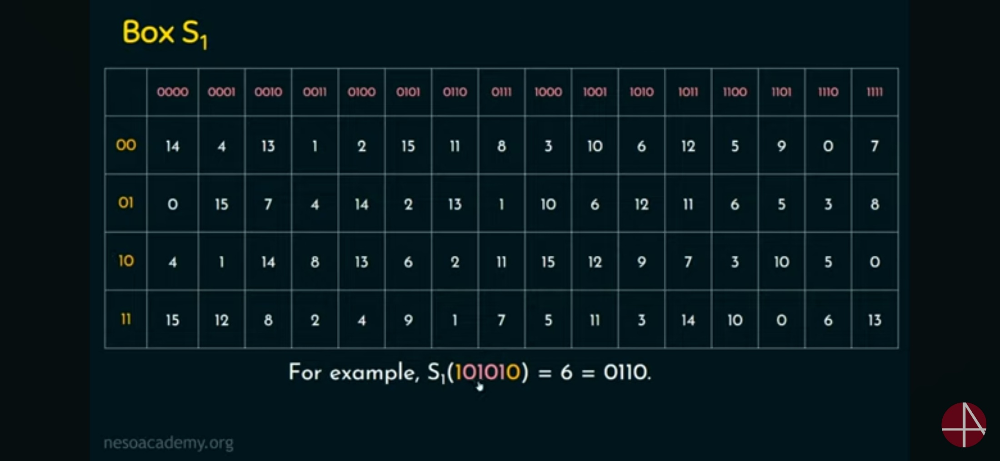 Box S₁
0000 0001 0010 0011 0100 0101 0110 0111 1000 1001 1010 1011 1100 1101 1110 1111
00 14 4 13 1 2 15 11 8 3 10 6 12 5 9 0 7
01 0 15 7 4 14 2 13 1 10 6 12 11 6 5 3 8
10 4 1 14 8 13 6 2 11 15 12 9 7 3 10 5 0
11 15 12 8 2 4 9 1 7 5 11 3 14 10 0 6 13
For example, S₁(101010) = 6 = 0110.
nesoacademy.org